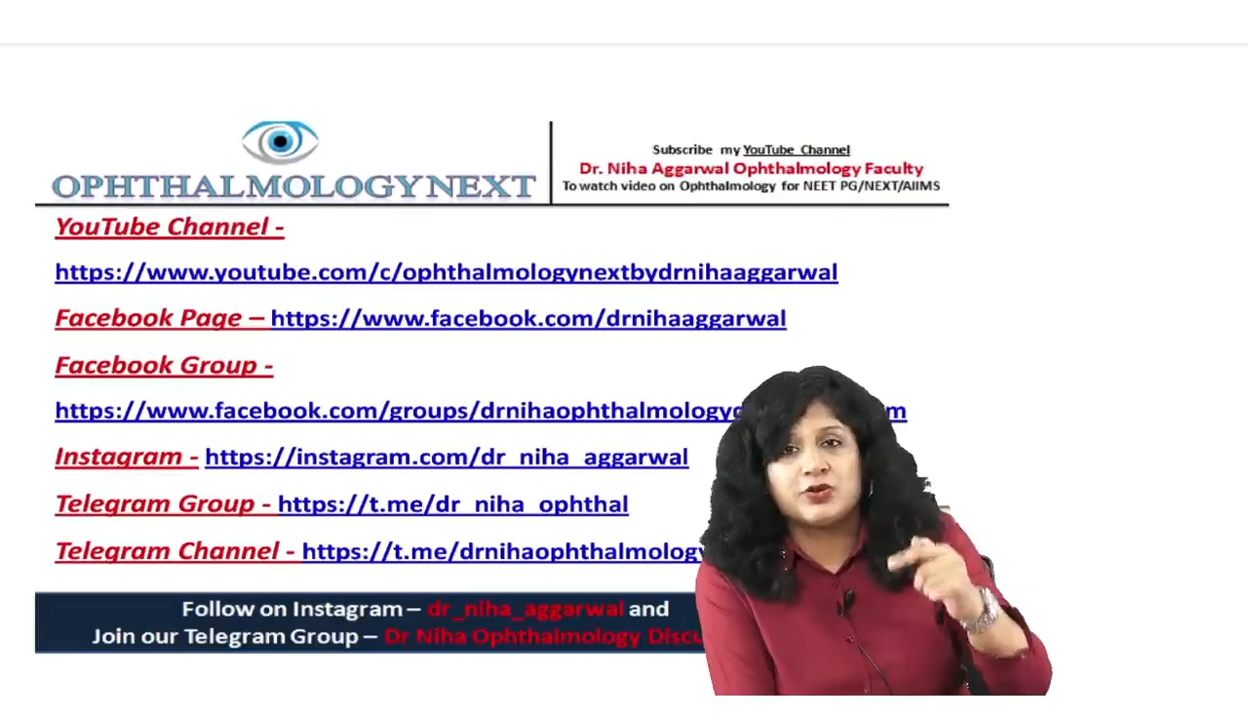 OPHTHALMOLOGYNEXT
Subscribe my YouTube Channel
Dr. Niha Aggarwal Ophthalmology Faculty
To watch video on Ophthalmology for NEET PG/NEXT/AIIMS
YouTube Channel -
https://www.youtube.com/c/ophthalmologynextbydrnihaaggarwal
Facebook Page – https://www.facebook.com/drnihaaggarwal
Facebook Group -
https://www.facebook.com/groups/drnihaophthalmology
Instagram - https://instagram.com/dr_niha_aggarwal
Telegram Group - https://t.me/dr_niha_ophthal
Telegram Channel - https://t.me/drnihaophthalmology
Follow on Instagram – dr_niha_aggarwal and
Join our Telegram Group – Dr Niha Ophthalmology